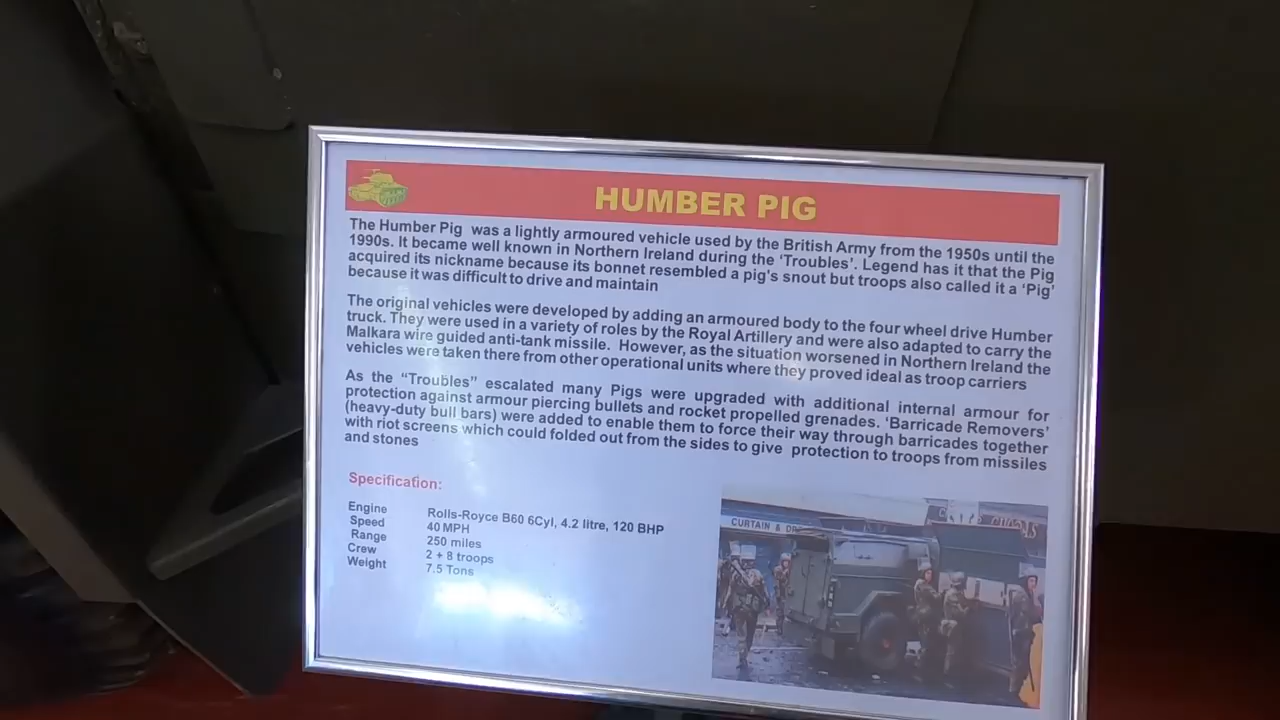 HUMBER PIG
The Humber Pig was a lightly armoured vehicle used by the British Army from the 1950s until the
1990s. It became well known in Northern Ireland during the ‘Troubles’. Legend has it that the Pig
acquired its nickname because its bonnet resembled a pig's snout but troops also called it a ‘Pig’
because it was difficult to drive and maintain
The original vehicles were developed by adding an armoured body to the four wheel drive Humber
truck. They were used in a variety of roles by the Royal Artillery and were also adapted to carry the
Malkara wire guided anti-tank missile. However, as the situation worsened in Northern Ireland the
vehicles were taken there from other operational units where they proved ideal as troop carriers
As the “Troubles” escalated many Pigs were upgraded with additional internal armour for
protection against armour piercing bullets and rocket propelled grenades. ‘Barricade Removers’
(heavy-duty bull bars) were added to enable them to force their way through barricades together
with riot screens which could folded out from the sides to give protection to troops from missiles
and stones
Specification:
Engine Rolls-Royce B60 6Cyl, 4.2 litre, 120 BHP
Speed 40 MPH
Range 250 miles
Crew 2 + 8 troops
Weight 7.5 Tons
CURTAIN &